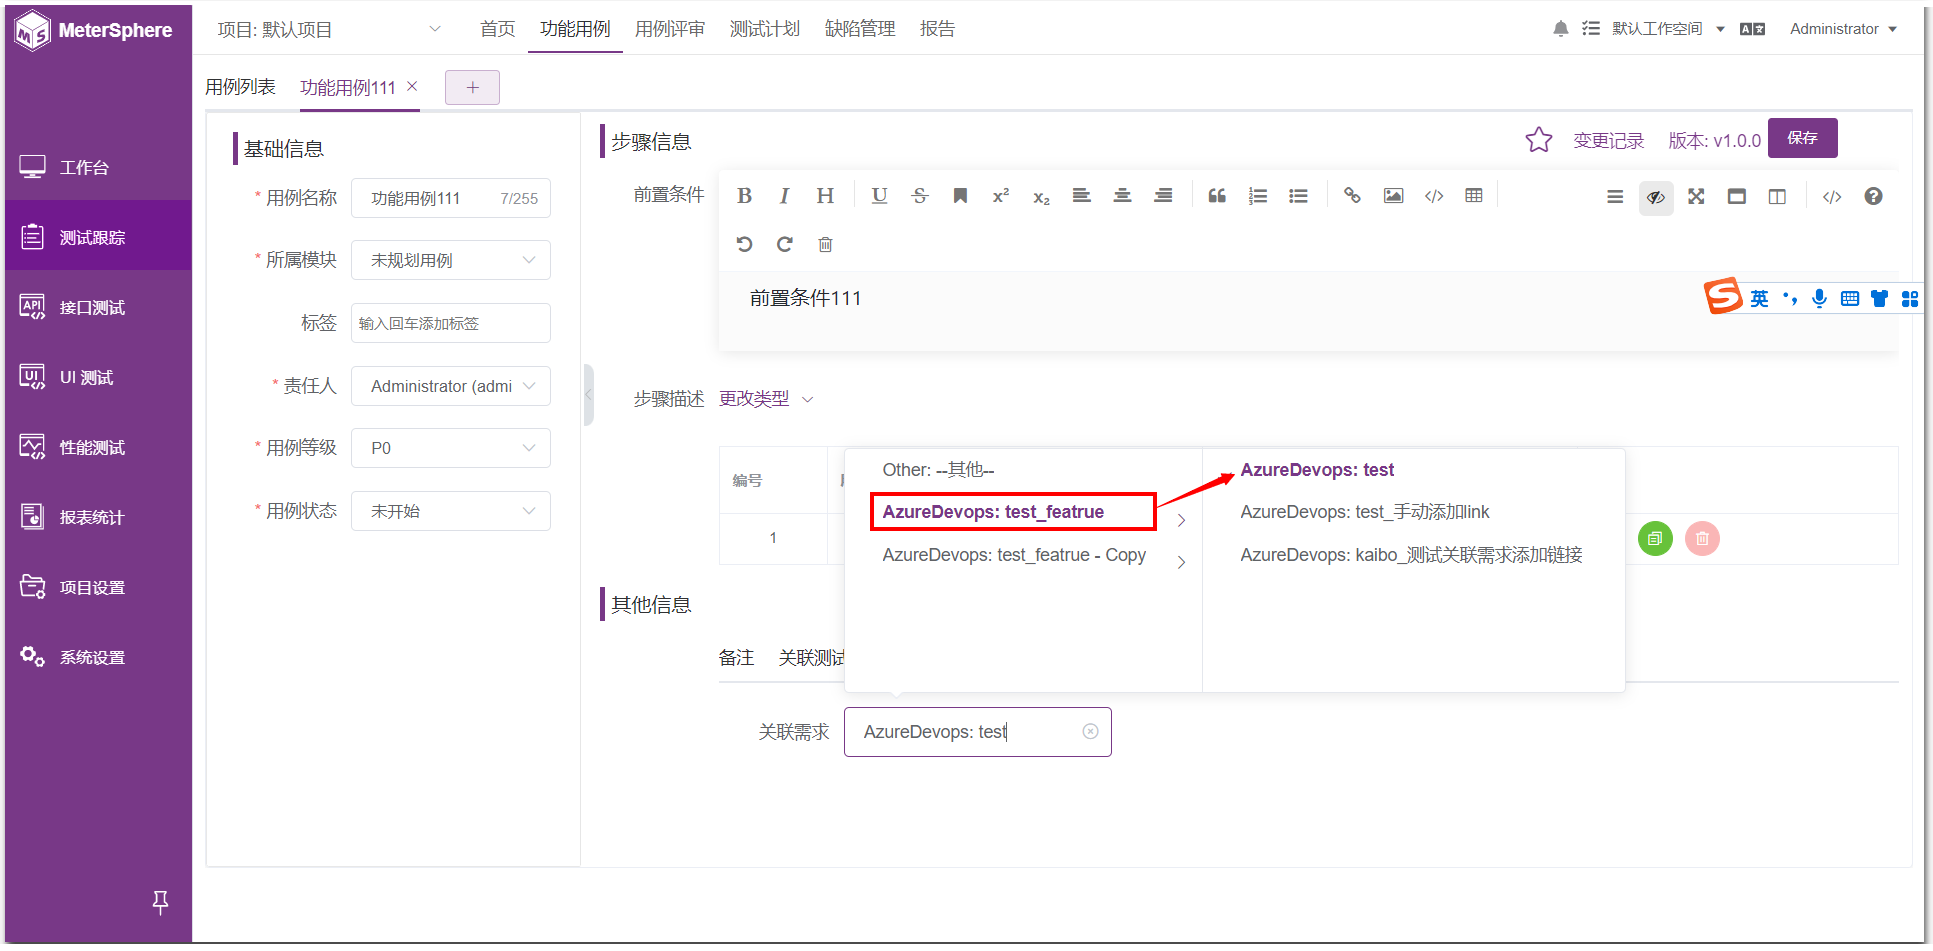 MeterSphere
项目: 默认项目
首页
功能用例
用例评审
测试计划
缺陷管理
报告
默认工作空间
Administrator
用例列表
功能用例111
工作台
测试跟踪
接口测试
UI 测试
性能测试
报表统计
项目设置
系统设置
基础信息
* 用例名称 功能用例111 7/255
* 所属模块 未规划用例
标签 输入回车添加标签
* 责任人 Administrator (admi
* 用例等级 P0
* 用例状态 未开始
步骤信息
变更记录
版本: v1.0.0
保存
前置条件
前置条件111
英
步骤描述 更改类型
编号
1
Other: --其他--
AzureDevops: test_featrue
AzureDevops: test_featrue - Copy
AzureDevops: test
AzureDevops: test_手动添加link
AzureDevops: kaibo_测试关联需求添加链接
其他信息
备注
关联测试
关联需求 AzureDevops: test